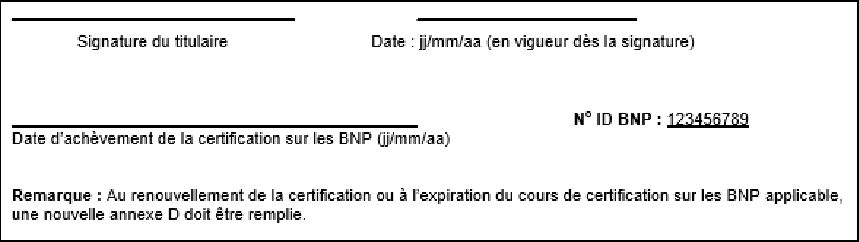 Signature du titulaire
Date : jj/mm/aa (en vigueur dès la signature)
N° ID BNP : 123456789
Date d'achèvement de la certification sur les BNP (jj/mm/aa)
Remarque : Au renouvellement de la certification ou à l'expiration du cours de certification sur les BNP applicable,
une nouvelle annexe D doit être remplie.